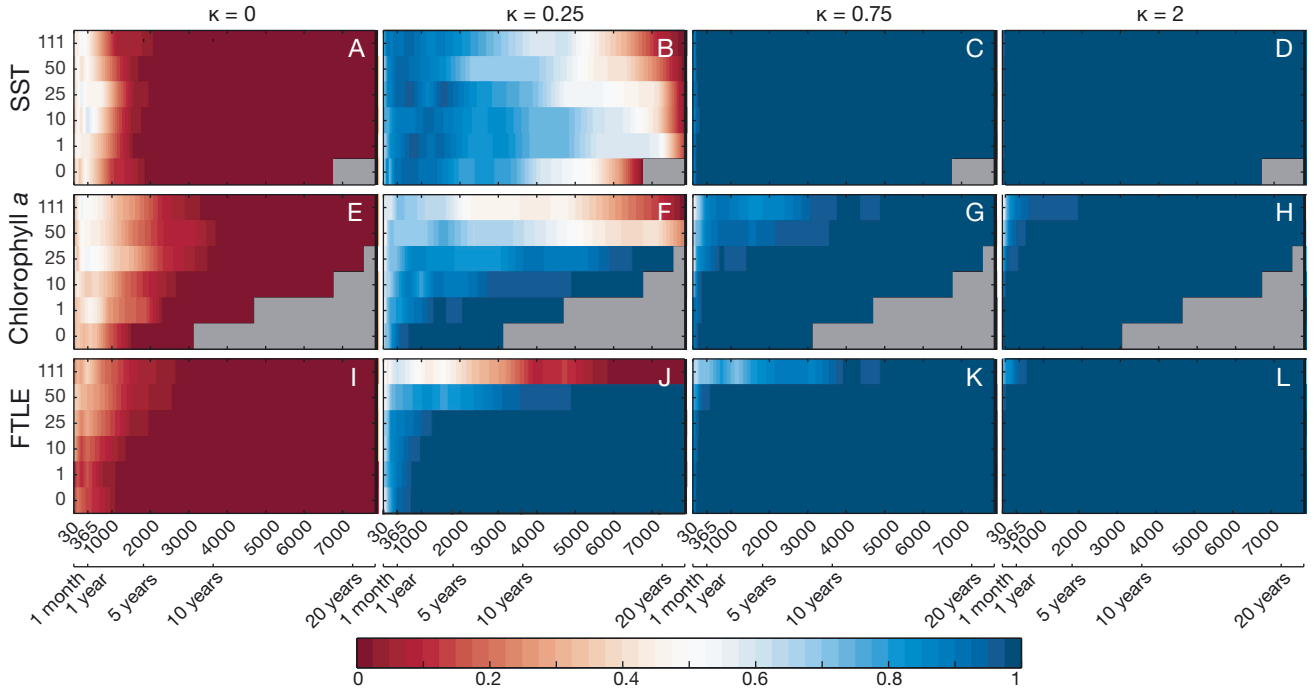 κ = 0 κ = 0.25 κ = 0.75 κ = 2
SST
111
50
25
10
1
0
A B C D
Chlorophyll a
111
50
25
10
1
0
E F G H
FTLE
111
50
25
10
1
0
I J K L
30 365 1000 2000 3000 4000 5000 6000 7000
30 365 1000 2000 3000 4000 5000 6000 7000
30 365 1000 2000 3000 4000 5000 6000 7000
30 365 1000 2000 3000 4000 5000 6000 7000
1 month 1 year 5 years 10 years 20 years
1 month 1 year 5 years 10 years 20 years
1 month 1 year 5 years 10 years 20 years
1 month 1 year 5 years 10 years 20 years
0 0.2 0.4 0.6 0.8 1